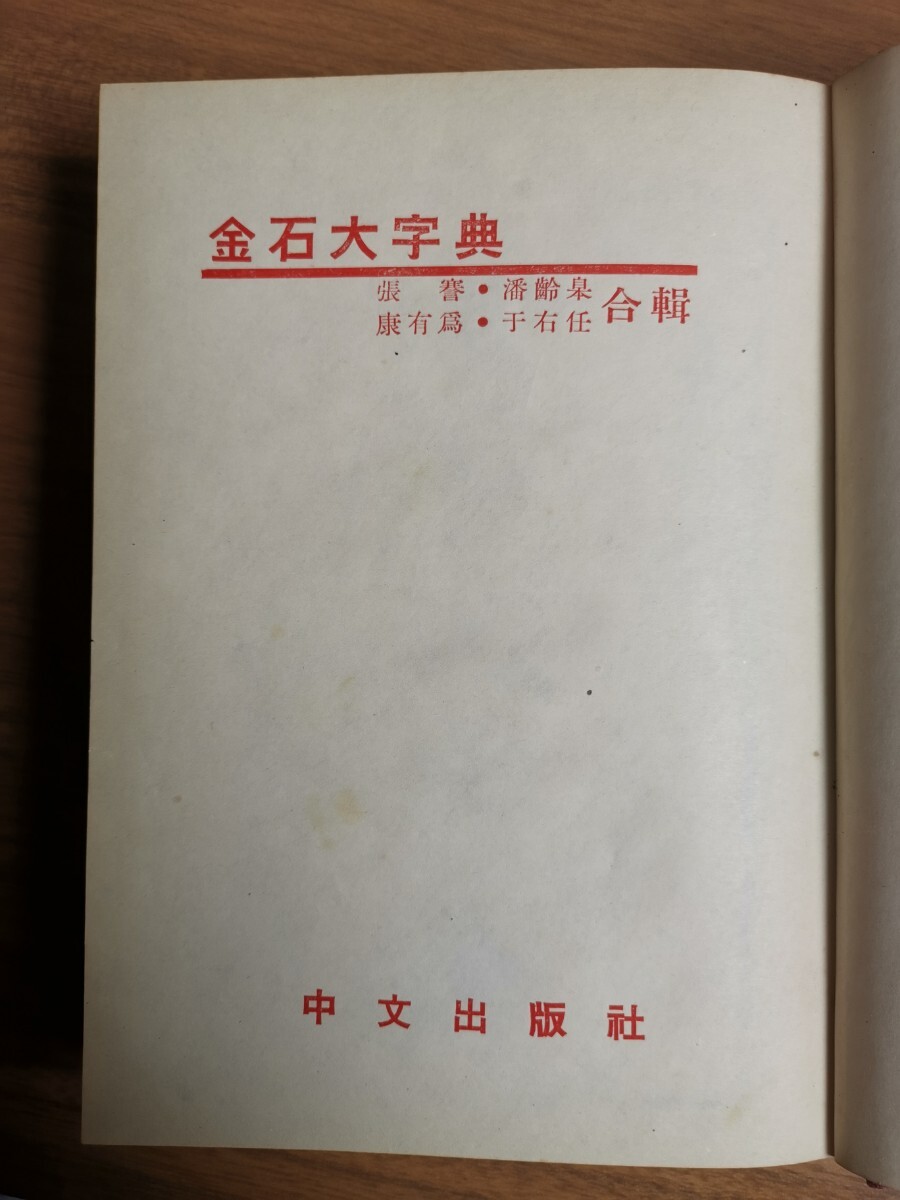 金石大字典
張謇・潘齡皐
康有爲・于右任
合輯
中文出版社